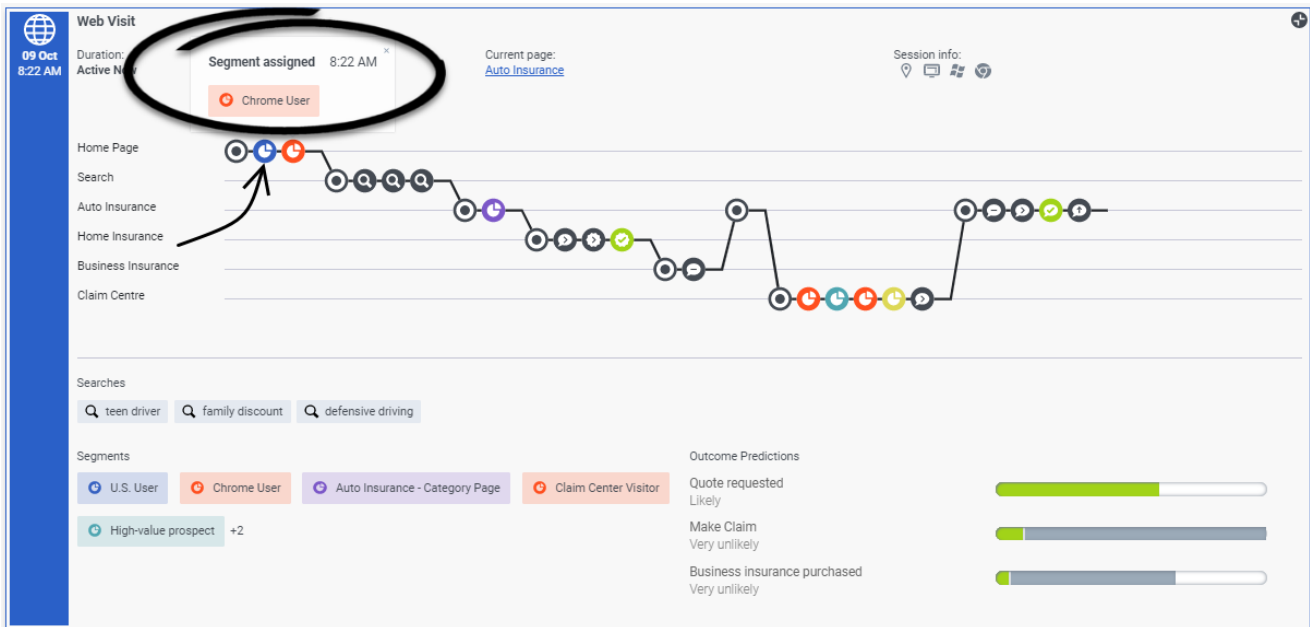 Web Visit
09 Oct
8:22 AM
Duration:
Active Now
Segment assigned 8:22 AM
Chrome User
Current page:
Auto Insurance
Session info:
Home Page
Search
Auto Insurance
Home Insurance
Business Insurance
Claim Centre
Searches
teen driver family discount defensive driving
Segments
U.S. User Chrome User Auto Insurance - Category Page Claim Center Visitor
High-value prospect +2
Outcome Predictions
Quote requested
Likely
Make Claim
Very unlikely
Business insurance purchased
Very unlikely